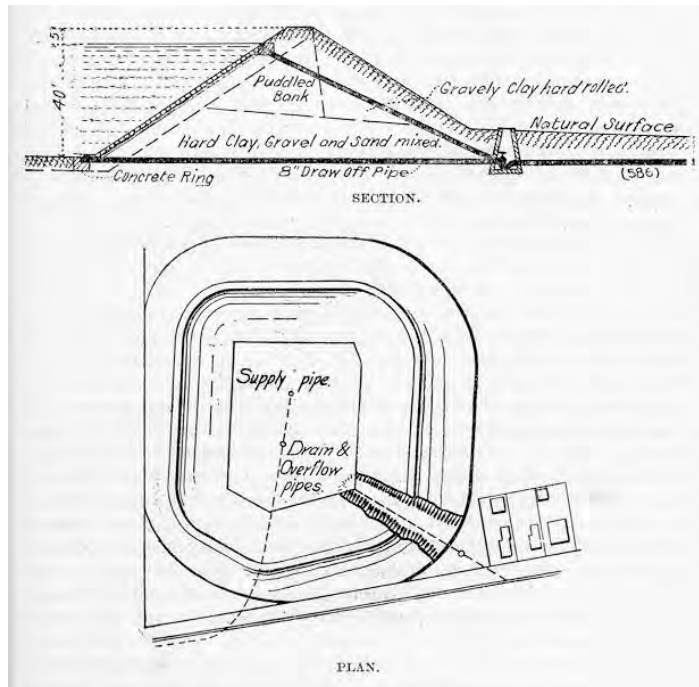 5'
40'
Puddled
Bank
Gravely Clay hard rolled.
Natural Surface
Hard Clay, Gravel and Sand mixed.
Concrete Ring
8" Draw Off Pipe
(586)
SECTION.
Supply pipe.
Drain &
Overflow
pipes.
PLAN.